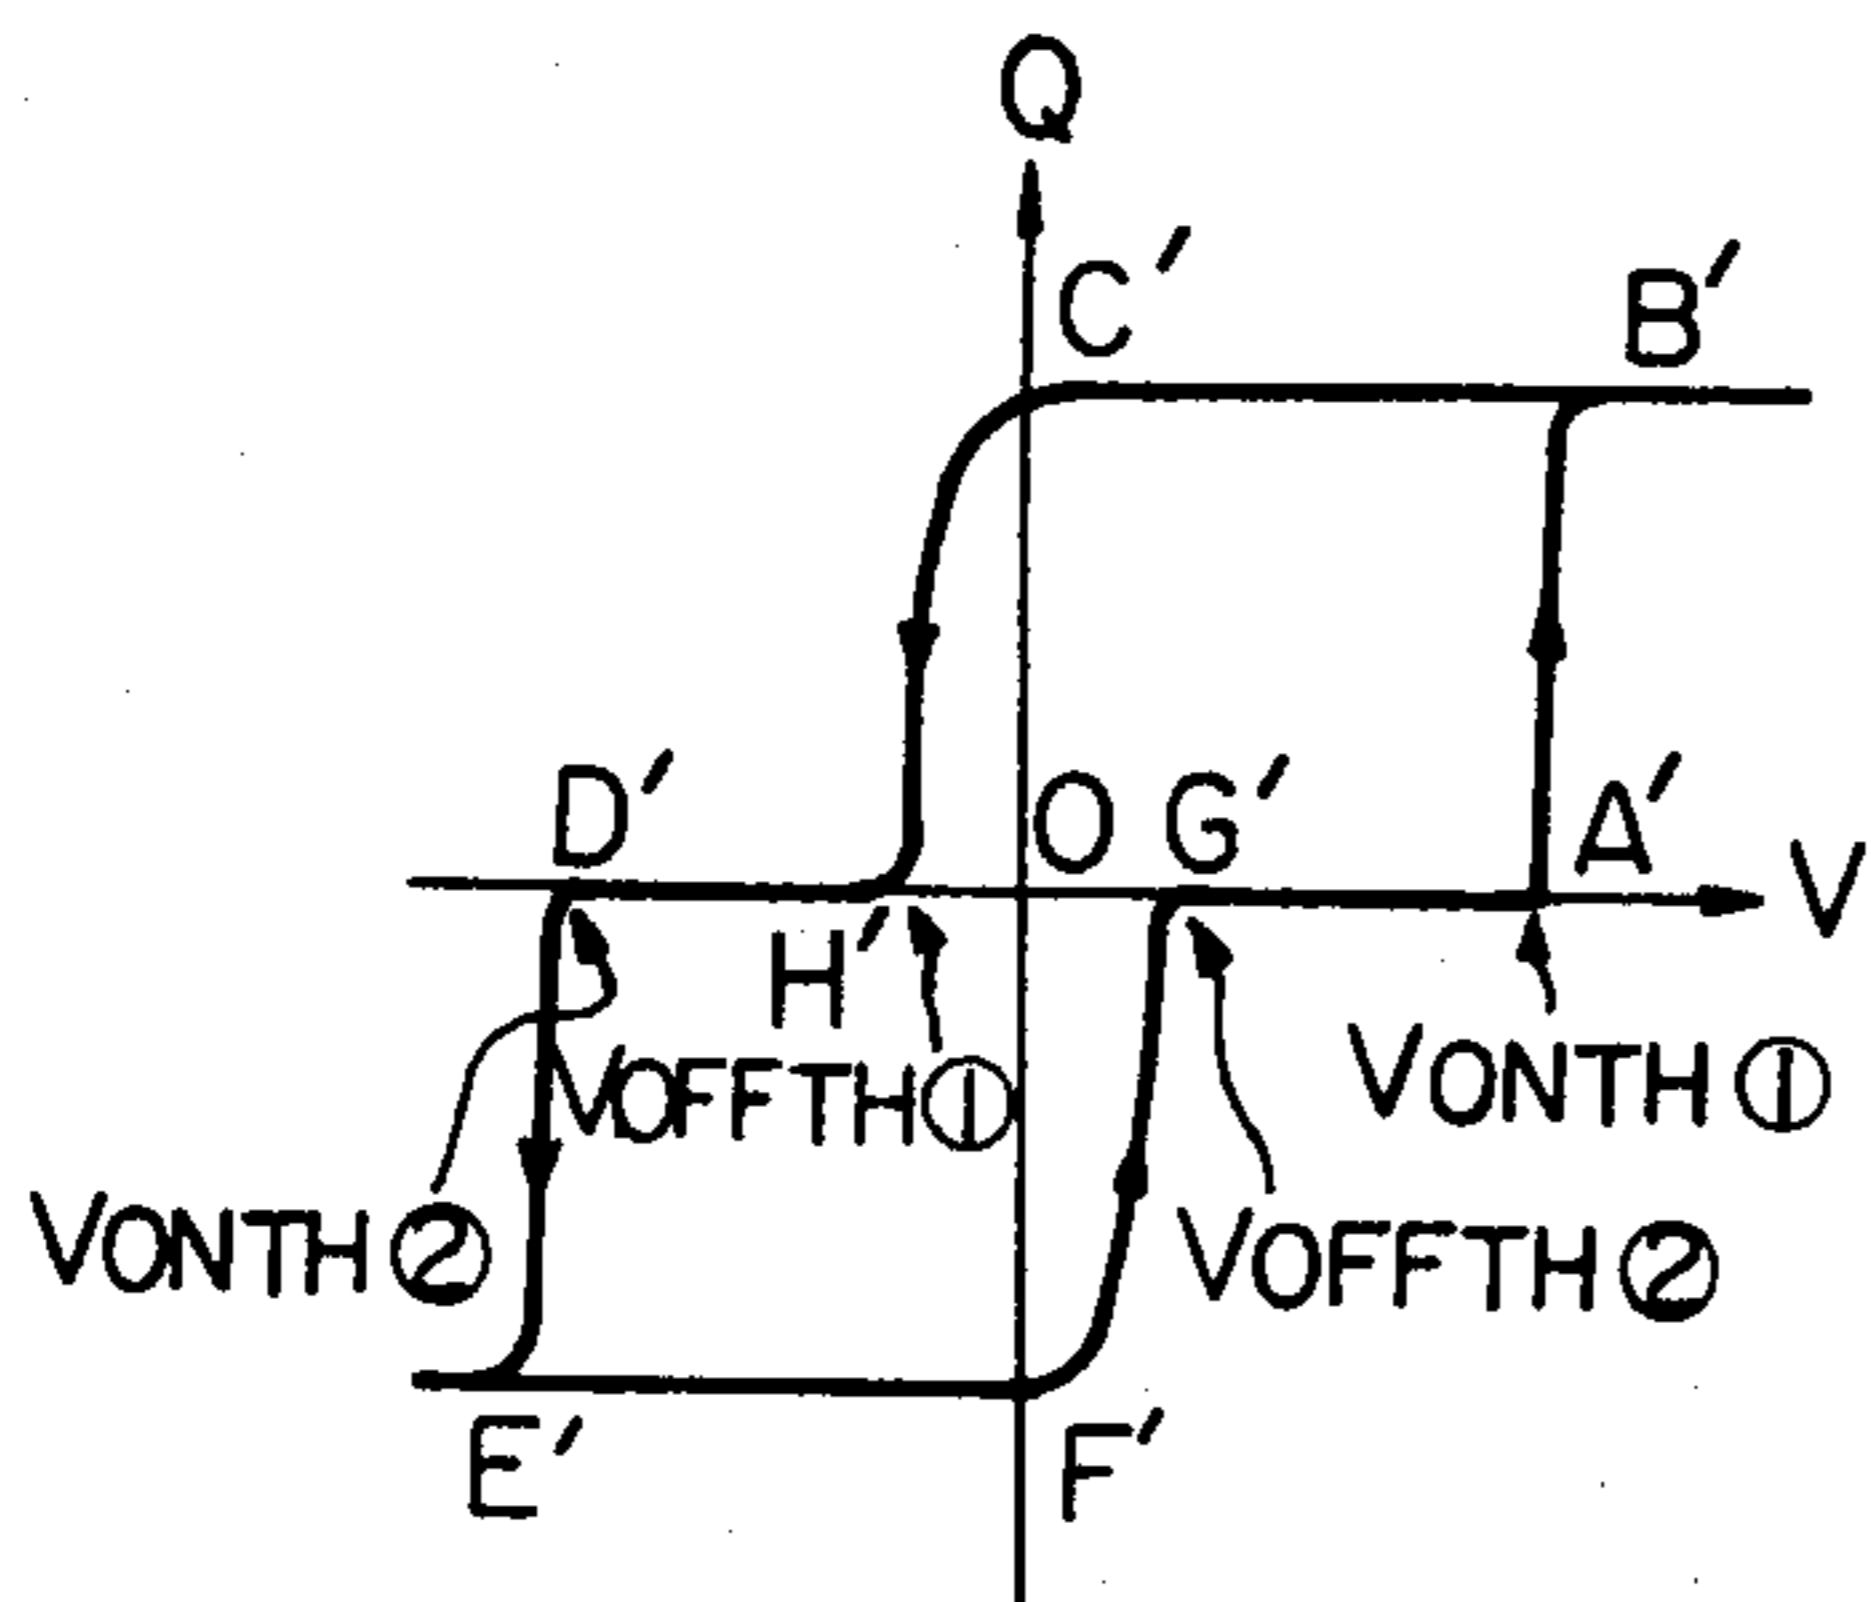 Q
C'
B'
D'
O
G'
A'
V
H'
VOFFTH①
VONTH①
VONTH②
VOFFTH②
E'
F'